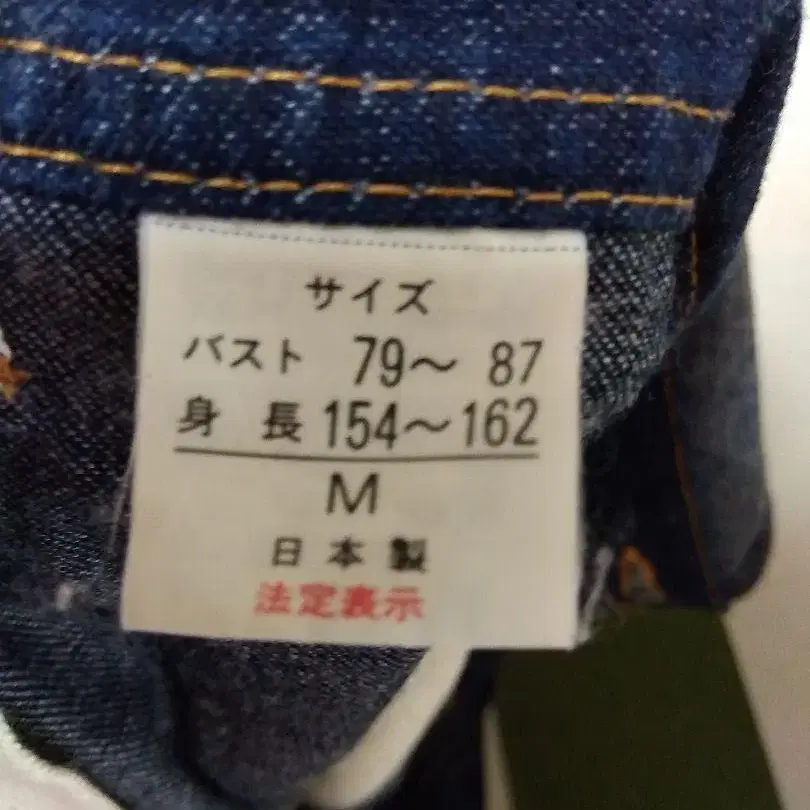 サイズ
バスト 79〜 87
身 長 154〜162
M
日本製
法定表示